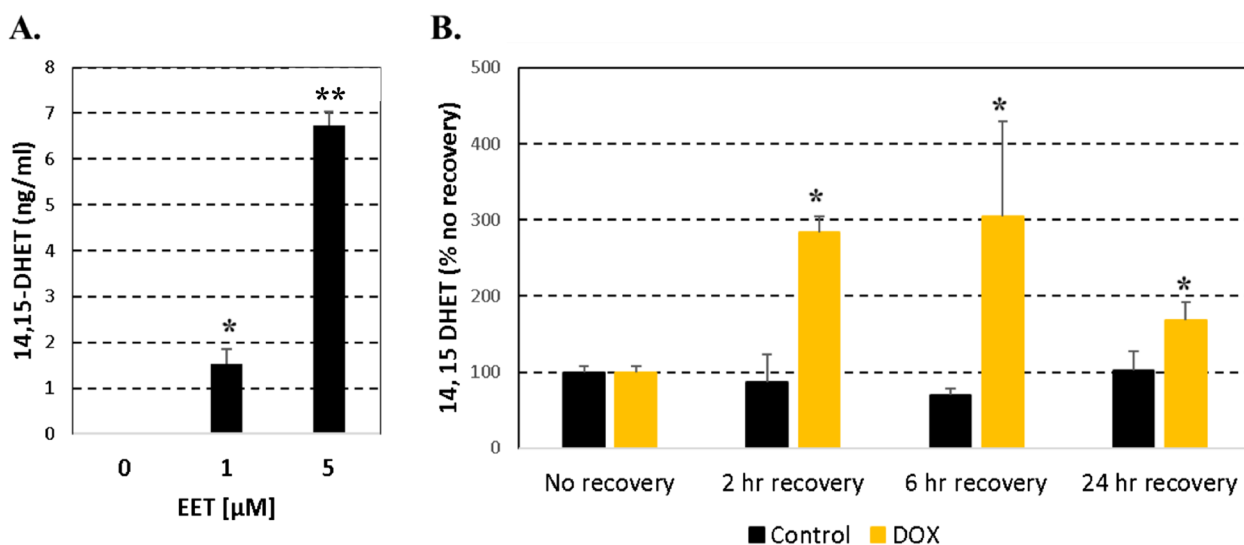 A.
14,15-DHET (ng/ml)
8
7
6
5
4
3
2
1
0
*
**
0 1 5
EET [µM]
B.
14, 15 DHET (% no recovery)
500
400
300
200
100
0
*
*
*
No recovery 2 hr recovery 6 hr recovery 24 hr recovery
Control DOX